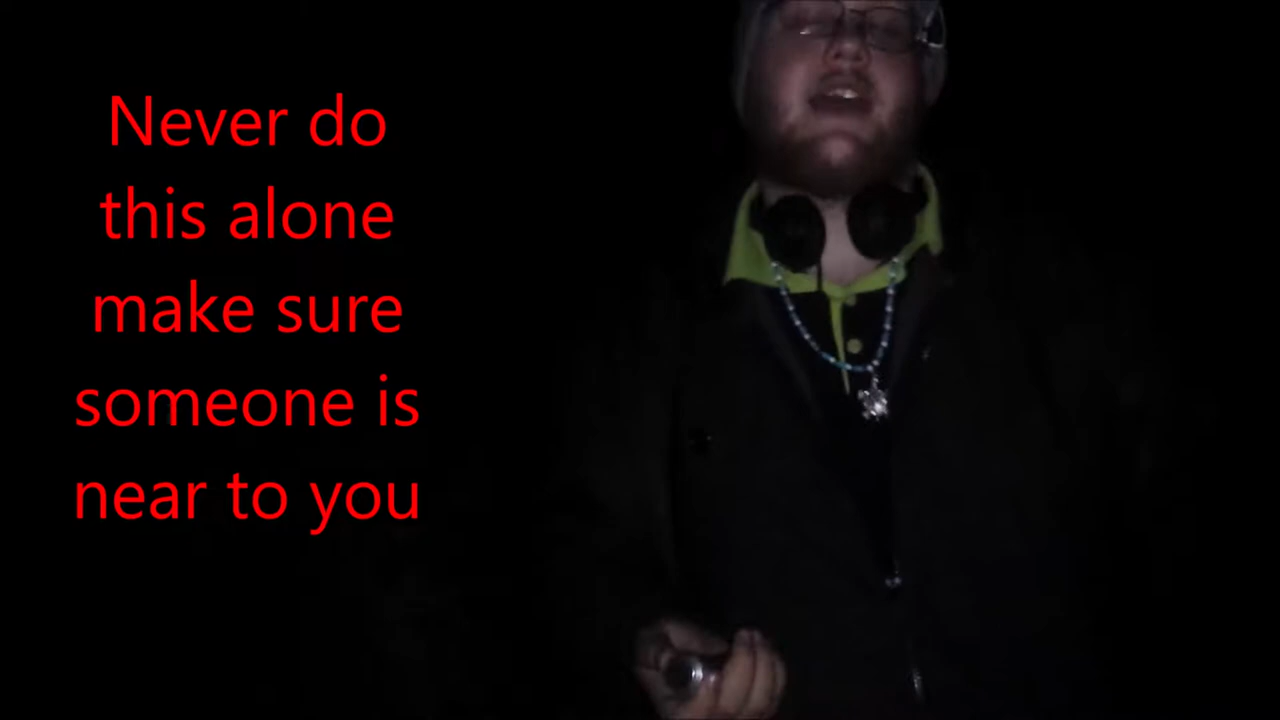 Never do
this alone
make sure
someone is
near to you